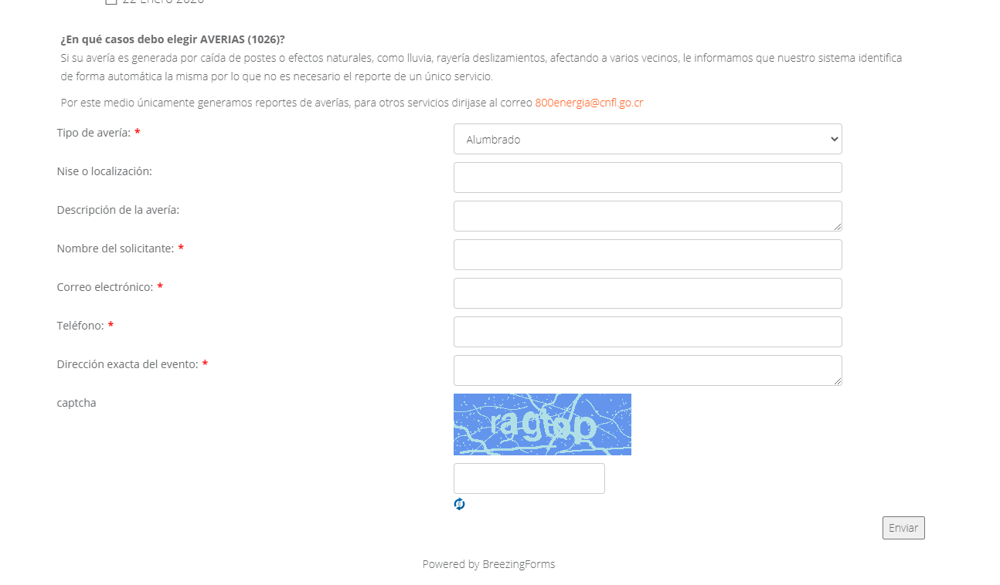 22 Enero 2020
¿En qué casos debo elegir AVERIAS (1026)?
Si su avería es generada por caída de postes o efectos naturales, como lluvia, rayería deslizamientos, afectando a varios vecinos, le informamos que nuestro sistema identifica
de forma automática la misma por lo que no es necesario el reporte de un único servicio.
Por este medio únicamente generamos reportes de averías, para otros servicios dirijase al correo 800energia@cnfl.go.cr
Tipo de avería: *
Alumbrado
Nise o localización:
Descripción de la avería:
Nombre del solicitante: *
Correo electrónico: *
Teléfono: *
Dirección exacta del evento: *
captcha
ragtop
Enviar
Powered by BreezingForms